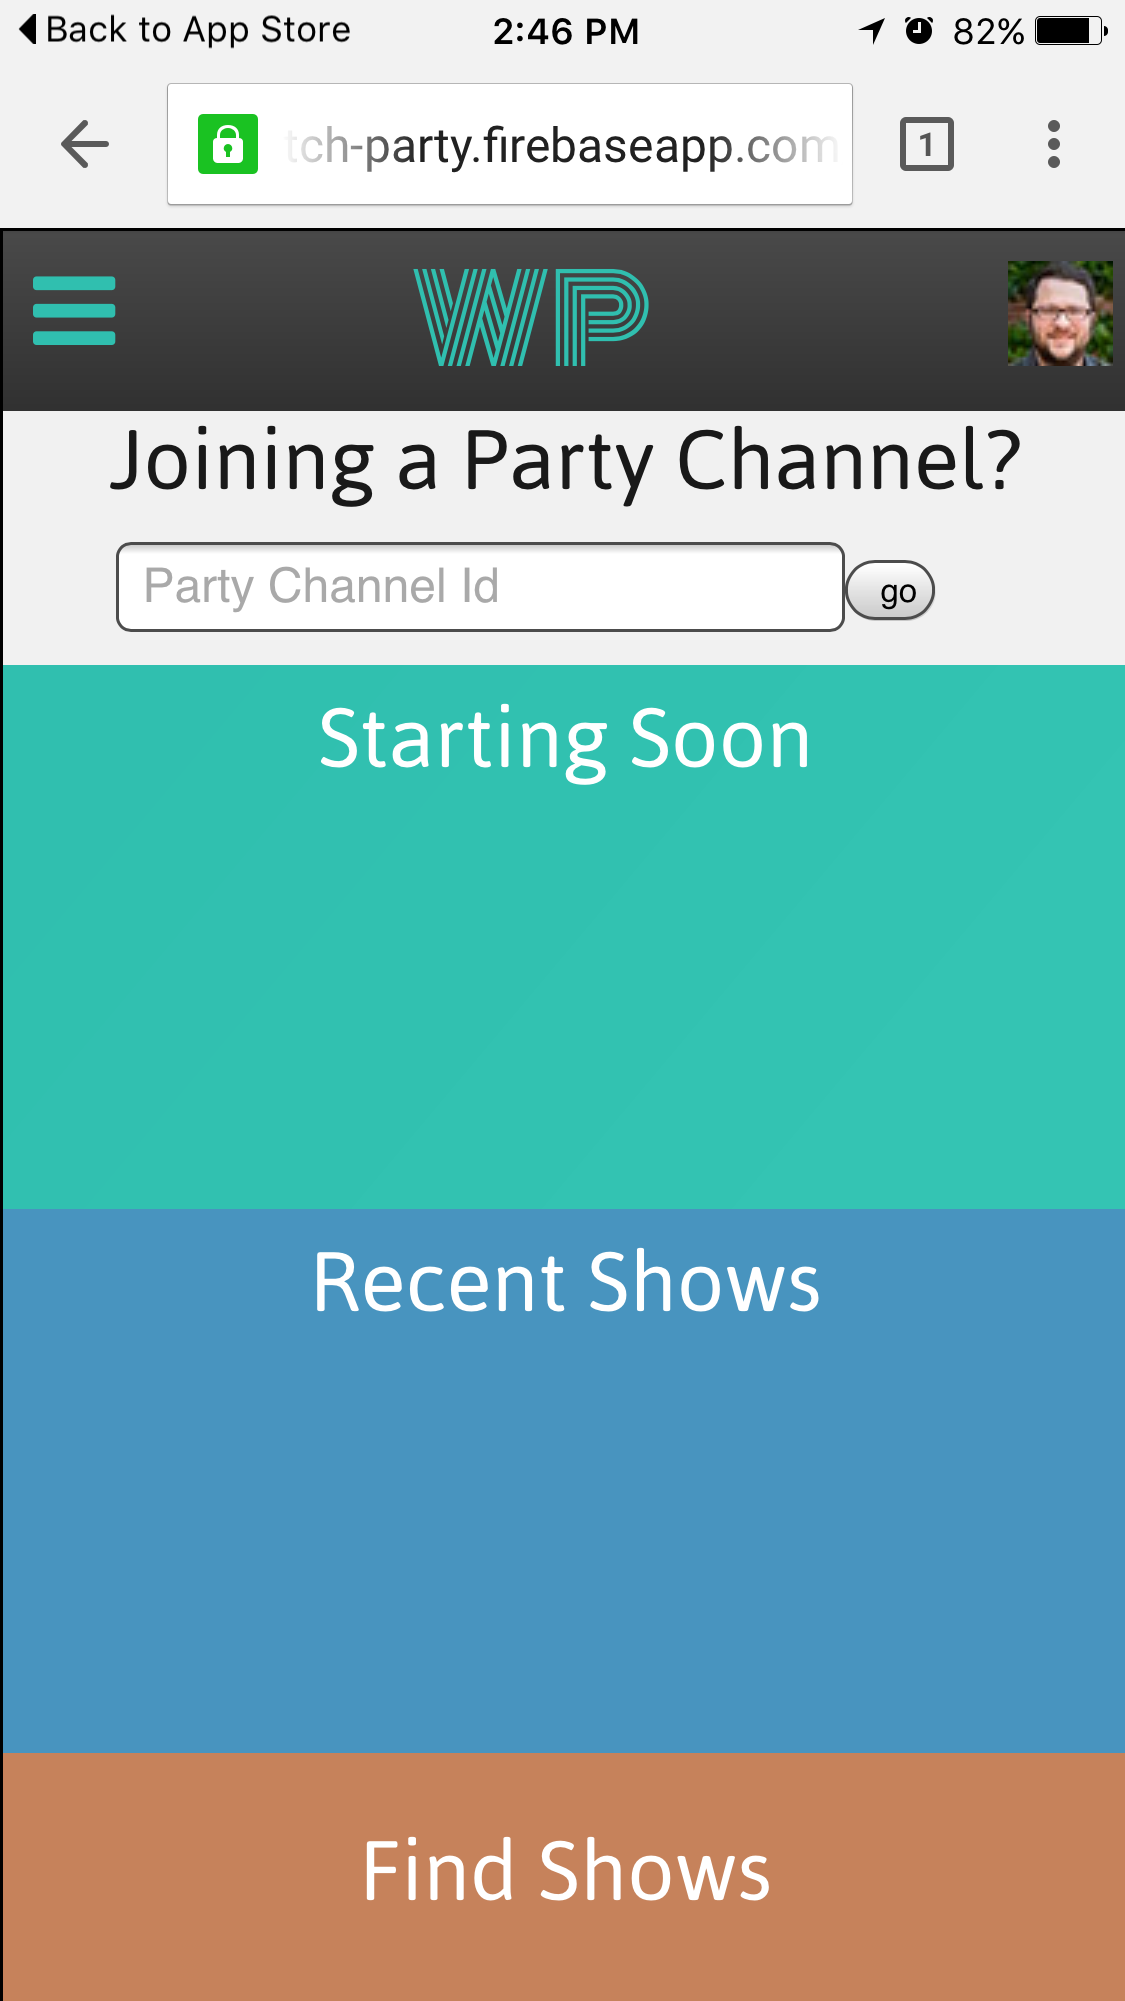 Back to App Store 2:46 PM 82%
tch-party.firebaseapp.com 1
WP
Joining a Party Channel?
Party Channel Id go
Starting Soon
Recent Shows
Find Shows